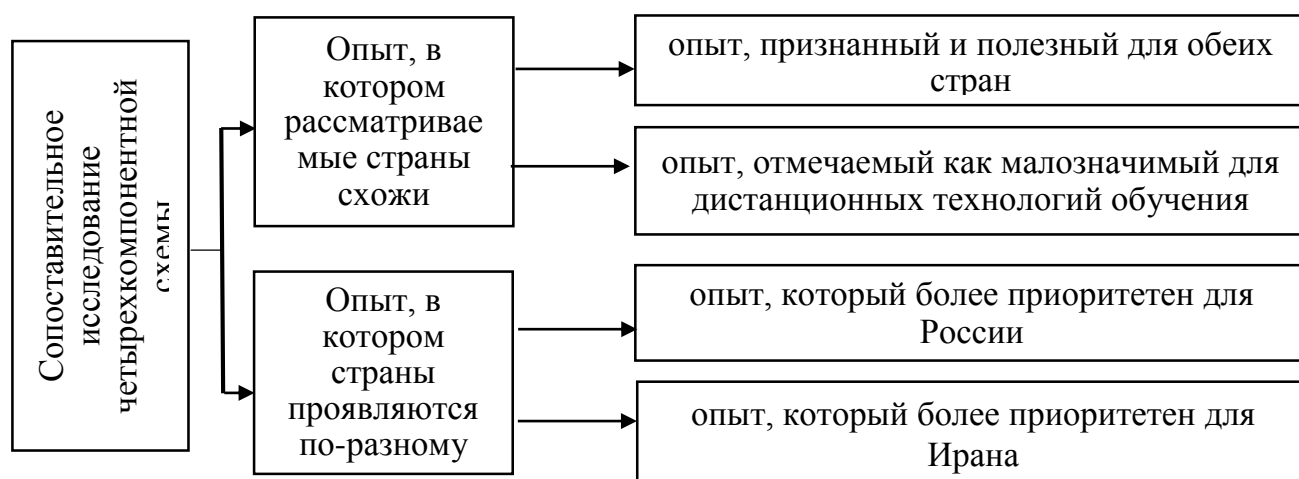 Сопоставительное
исследование
четырехкомпонентной
схемы
Опыт, в
котором
рассматривае
мые страны
схожи
опыт, признанный и полезный для обеих
стран
опыт, отмечаемый как малозначимый для
дистанционных технологий обучения
Опыт, в
котором
страны
проявляются
по-разному
опыт, который более приоритетен для
России
опыт, который более приоритетен для
Ирана